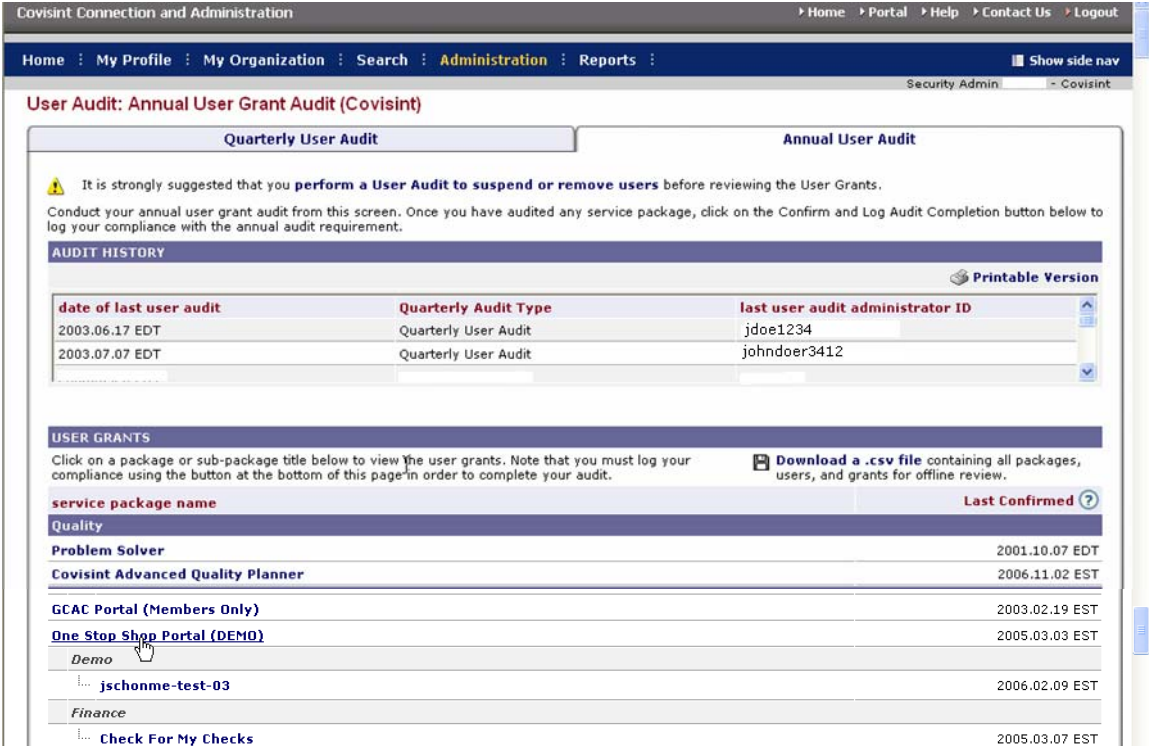 Covisint Connection and Administration
Home Portal Help Contact Us Logout
Home My Profile My Organization Search Administration Reports Show side nav
Security Admin - Covisint
User Audit: Annual User Grant Audit (Covisint)
Quarterly User Audit Annual User Audit
It is strongly suggested that you perform a User Audit to suspend or remove users before reviewing the User Grants.
Conduct your annual user grant audit from this screen. Once you have audited any service package, click on the Confirm and Log Audit Completion button below to
log your compliance with the annual audit requirement.
AUDIT HISTORY
Printable Version
date of last user audit Quarterly Audit Type last user audit administrator ID
2003.06.17 EDT Quarterly User Audit jdoe1234
2003.07.07 EDT Quarterly User Audit johndoer3412
USER GRANTS
Click on a package or sub-package title below to view the user grants. Note that you must log your
compliance using the button at the bottom of this page in order to complete your audit.
Download a .csv file containing all packages,
users, and grants for offline review.
service package name Last Confirmed ?
Quality
Problem Solver 2001.10.07 EDT
Covisint Advanced Quality Planner 2006.11.02 EST
GCAC Portal (Members Only) 2003.02.19 EST
One Stop Shop Portal (DEMO) 2005.03.03 EST
Demo
jschonme-test-03 2006.02.09 EST
Finance
Check For My Checks 2005.03.07 EST